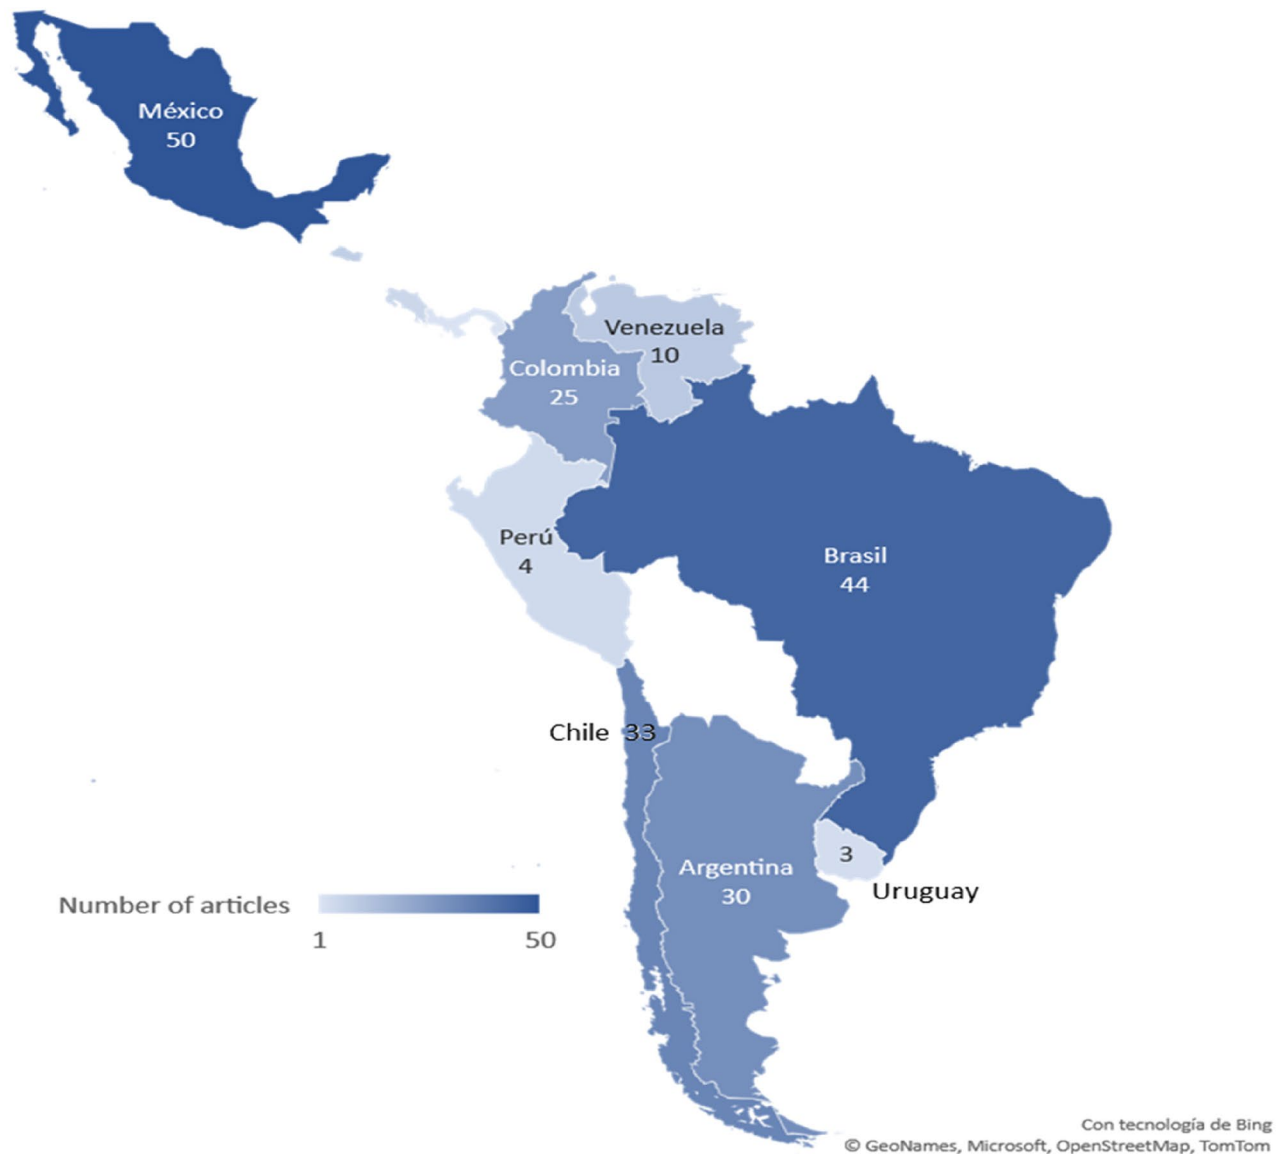 México
50
Venezuela
10
Colombia
25
Perú
4
Brasil
44
Chile 33
Argentina
30
3
Uruguay
Number of articles
1 50
Con tecnología de Bing
© GeoNames, Microsoft, OpenStreetMap, TomTom